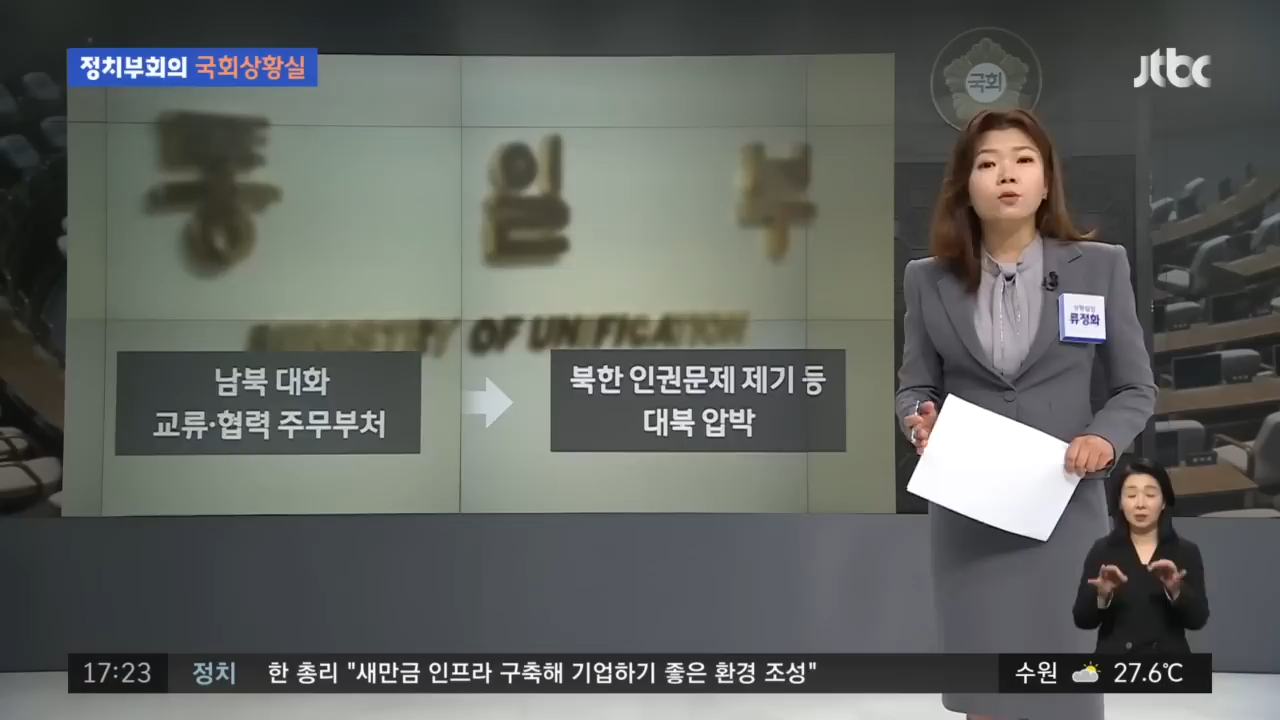 정치부회의 국회상황실
jtbc
국회
통일부
MINISTRY OF UNIFICATION
남북 대화
교류·협력 주무부처
북한 인권문제 제기 등
대북 압박
류정화
17:23 정치 한 총리 "새만금 인프라 구축해 기업하기 좋은 환경 조성" 수원 27.6℃